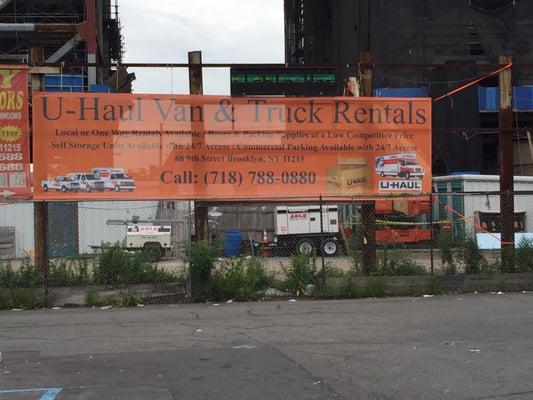 U-Haul Van & Truck Rentals
Local or One Way Rentals Available / Boxes & Packing Supplies at a Low Competitive Price
Self Storage Units Available with 24/7 Access / Commercial Parking Available with 24/7 Access
88 9th Street Brooklyn, NY 11215
Call: (718) 788-0880
U-HAUL
ABLE